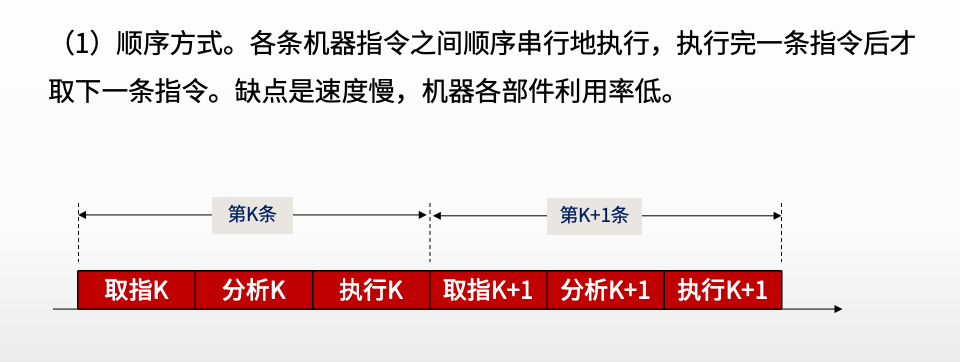 （1）顺序方式。各条机器指令之间顺序串行地执行，执行完一条指令后才
取下一条指令。缺点是速度慢，机器各部件利用率低。
第K条 第K+1条
取指K 分析K 执行K 取指K+1 分析K+1 执行K+1